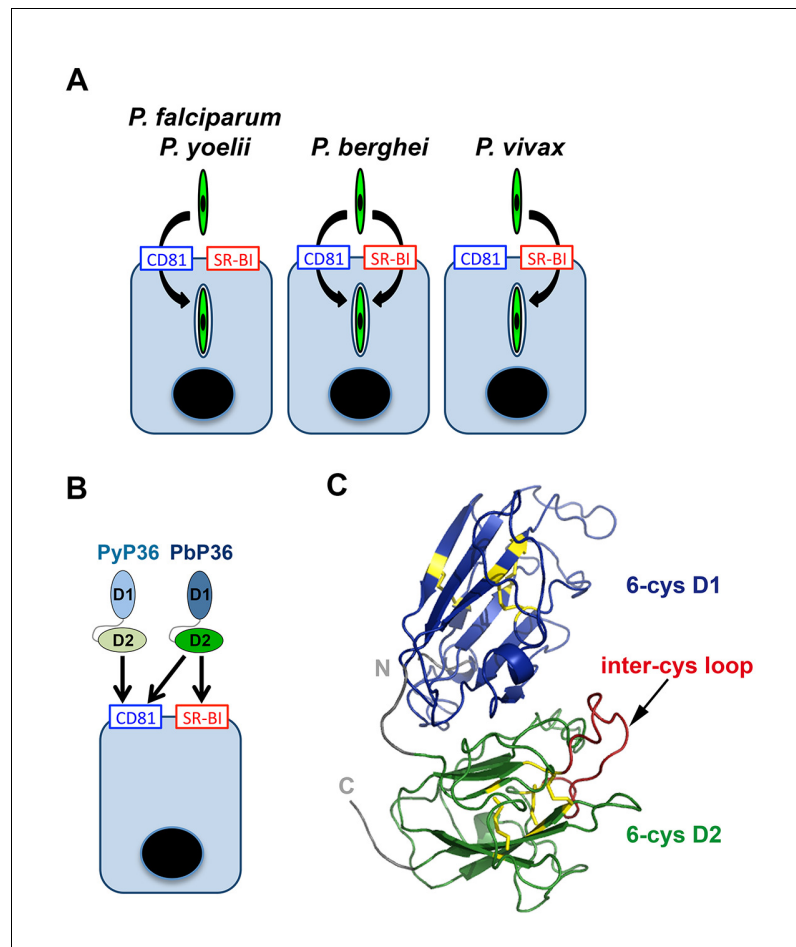 A
P. falciparum
P. yoelii
P. berghei
P. vivax
CD81 SR-BI
CD81 SR-BI
CD81 SR-BI
B
PyP36 PbP36
D1 D1
D2 D2
CD81 SR-BI
C
6-cys D1
inter-cys loop
N
C
6-cys D2